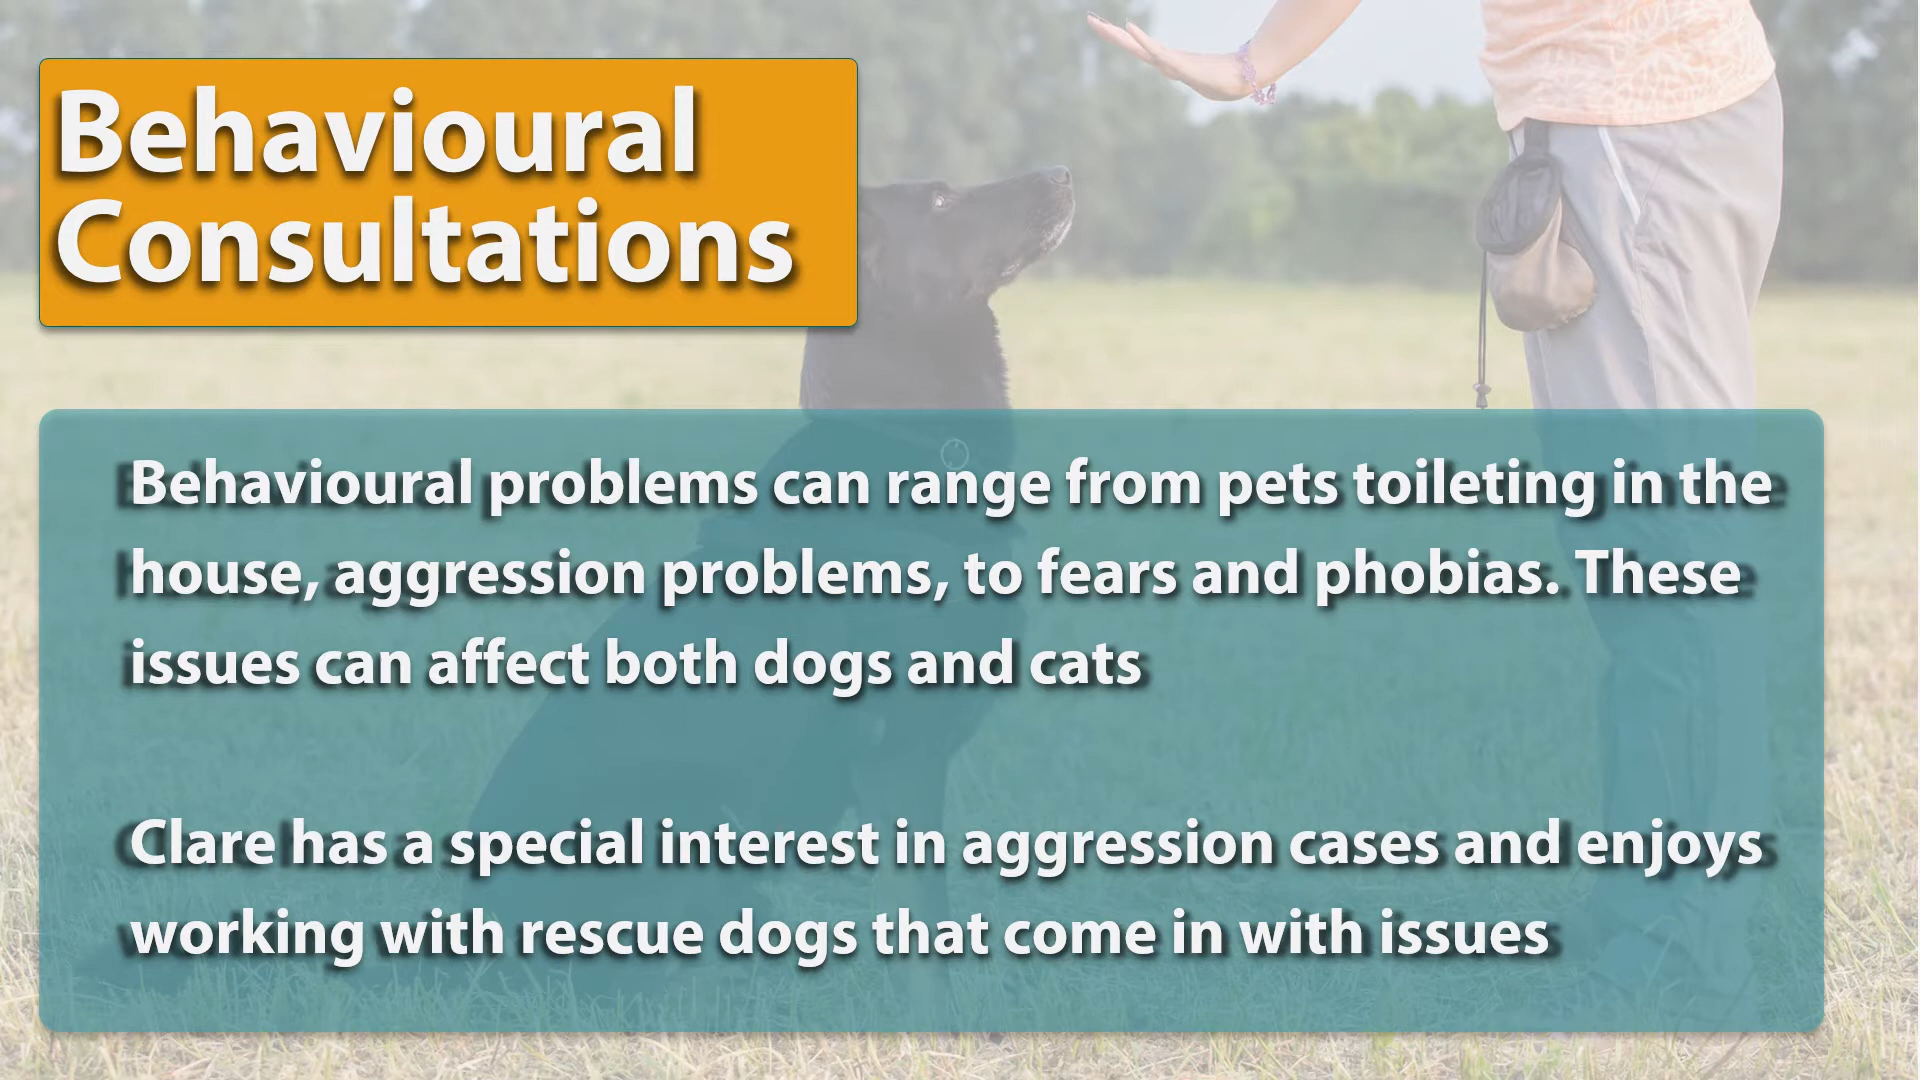 Behavioural
Consultations
Behavioural problems can range from pets toileting in the
house, aggression problems, to fears and phobias. These
issues can affect both dogs and cats
Clare has a special interest in aggression cases and enjoys
working with rescue dogs that come in with issues